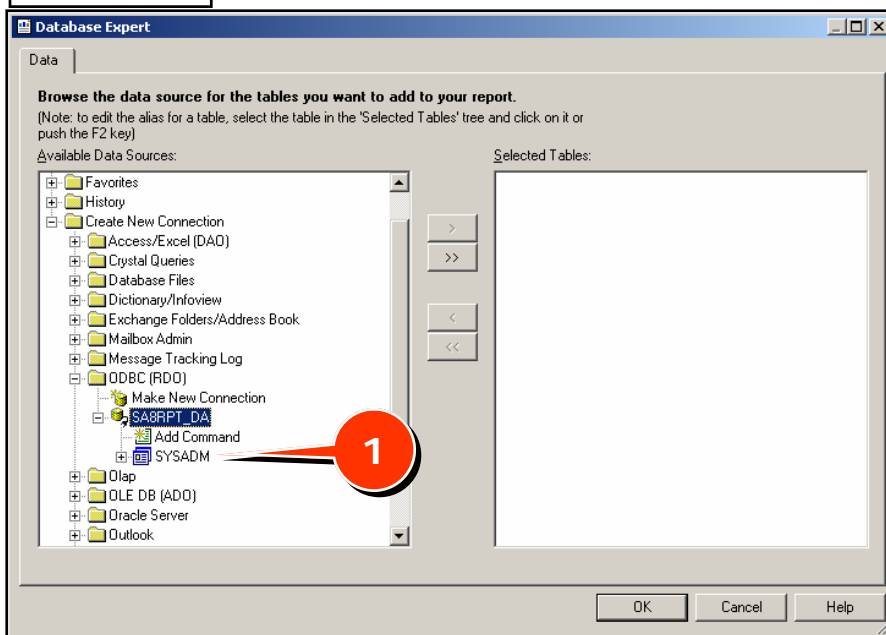 Database Expert
Data
Browse the data source for the tables you want to add to your report.
(Note: to edit the alias for a table, select the table in the 'Selected Tables' tree and click on it or
push the F2 key)
Available Data Sources:
Selected Tables:
Favorites
History
Create New Connection
Access/Excel (DAO)
Crystal Queries
Database Files
Dictionary/Infoview
Exchange Folders/Address Book
Mailbox Admin
Message Tracking Log
ODBC (RDO)
Make New Connection
SA8RPT_DA
Add Command
SYSADM
1
Olap
OLE DB (ADO)
Oracle Server
Outlook
>
>>
<
<<
OK
Cancel
Help